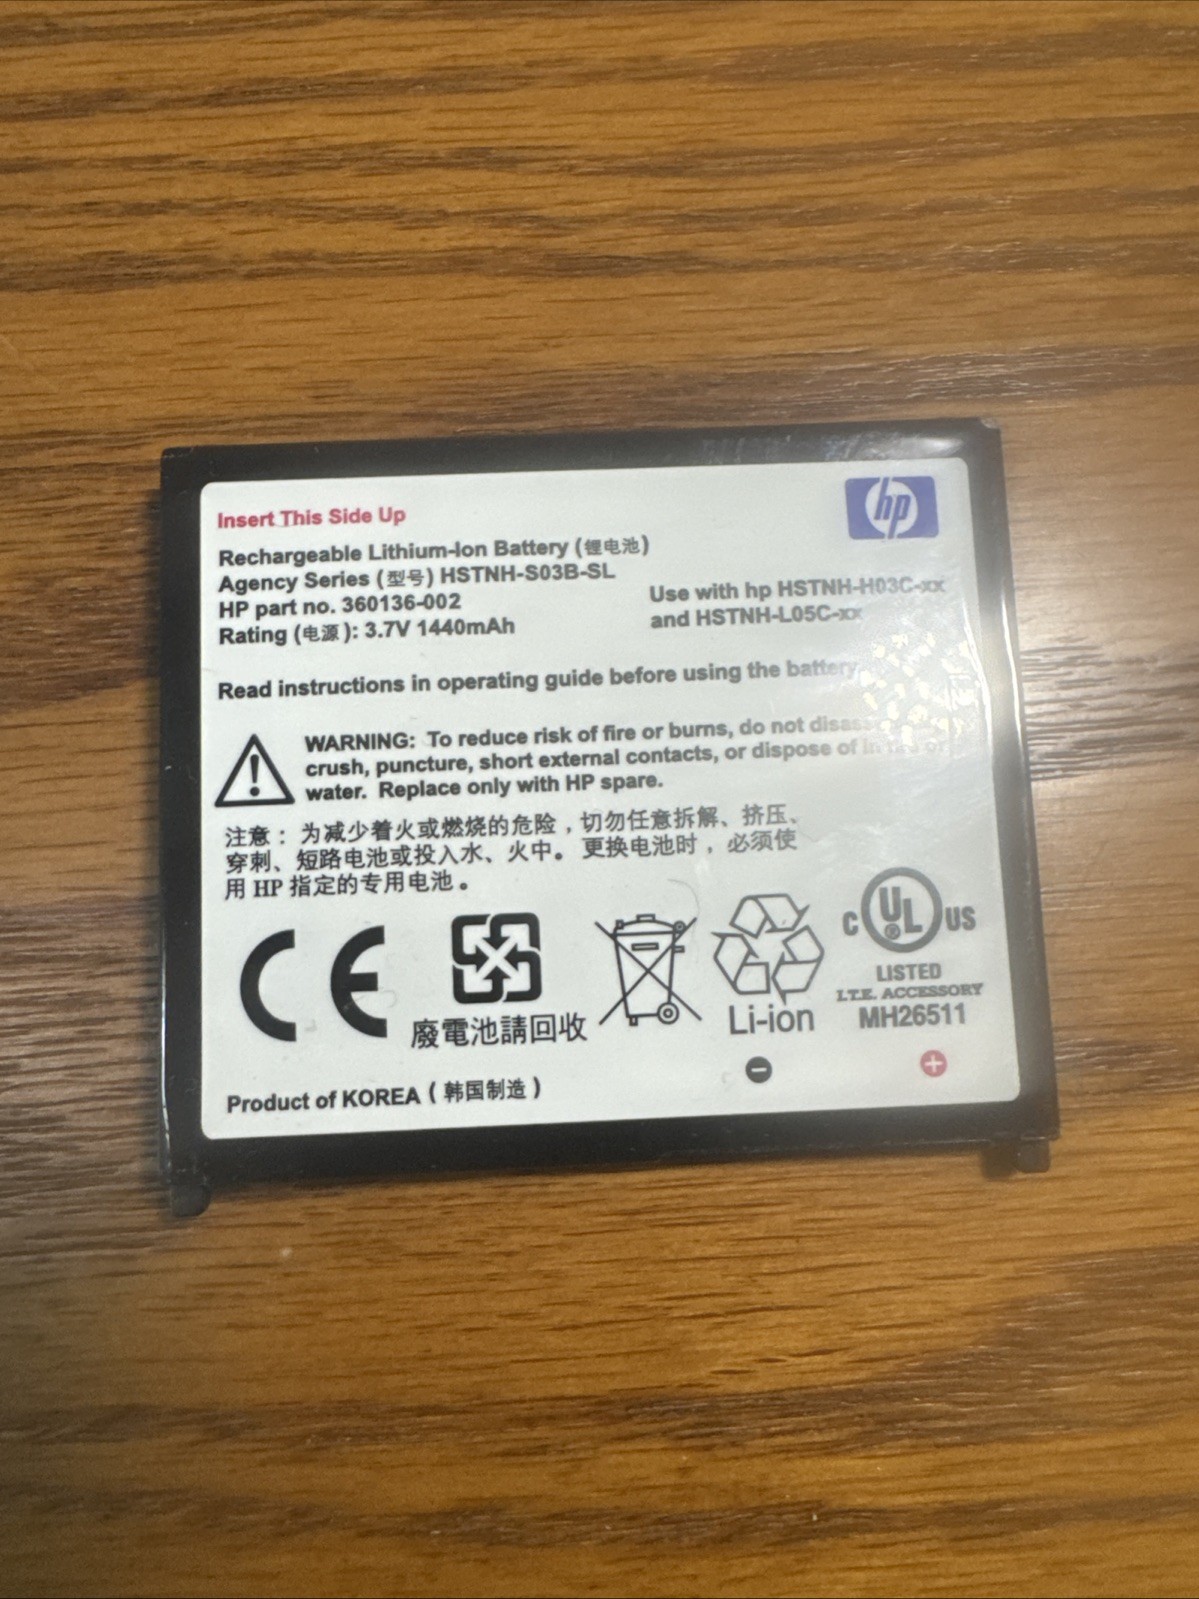 hp
Insert This Side Up
Rechargeable Lithium-Ion Battery (锂电池)
Agency Series (型号) HSTNH-S03B-SL
HP part no. 360136-002
Rating (电源): 3.7V 1440mAh
Use with hp HSTNH-H03C-xx
and HSTNH-L05C-xx
Read instructions in operating guide before using the battery
WARNING: To reduce risk of fire or burns, do not
crush, puncture, short external contacts, or dispose of in fire or
water. Replace only with HP spare.
注意：为减少着火或燃烧的危险，切勿任意拆解、挤压、
穿刺、短路电池或投入水、火中。更换电池时，必须使
用 HP 指定的专用电池。
CE
廢電池請回收
Li-ion
C UL US
®
LISTED
I.T.E. ACCESSORY
MH26511
Product of KOREA (韩国制造)
- +